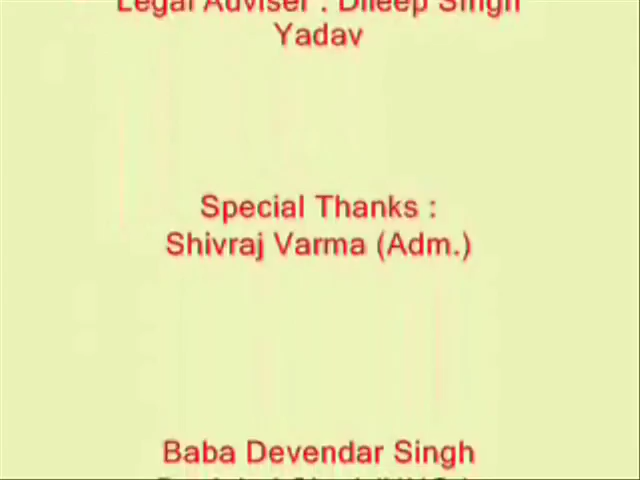 Legal Adviser : Dileep Singh
Yadav
Special Thanks :
Shivraj Varma (Adm.)
Baba Devendar Singh